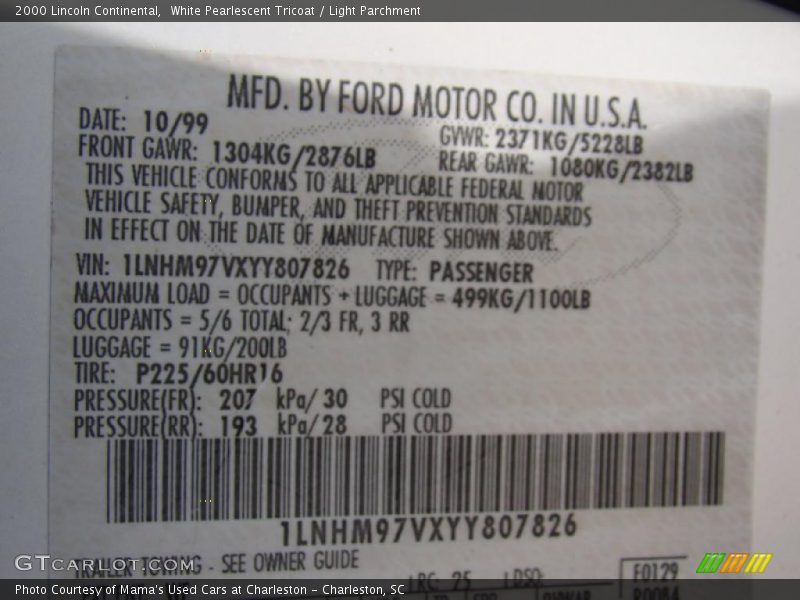 2000 Lincoln Continental,  White Pearlescent Tricoat / Light Parchment
MFD. BY FORD MOTOR CO. IN U.S.A.
DATE: 10/99 GVWR: 2371KG/5228LB
FRONT GAWR: 1304KG/2876LB REAR GAWR: 1080KG/2382LB
THIS VEHICLE CONFORMS TO ALL APPLICABLE FEDERAL MOTOR
VEHICLE SAFETY, BUMPER, AND THEFT PREVENTION STANDARDS
IN EFFECT ON THE DATE OF MANUFACTURE SHOWN ABOVE.
VIN: 1LNHM97VXYY807826 TYPE: PASSENGER
MAXIMUM LOAD = OCCUPANTS + LUGGAGE = 499KG/1100LB
OCCUPANTS = 5/6 TOTAL: 2/3 FR, 3 RR
LUGGAGE = 91KG/200LB
TIRE: P225/60HR16
PRESSURE(FR): 207 kPa/ 30 PSI COLD
PRESSURE(RR): 193 kPa/ 28 PSI COLD
1LNHM97VXYY807826
TRAILER TOWING - SEE OWNER GUIDE
RC: 25 DSO: F0129
R0084
GTcarlot.com
Photo Courtesy of Mama's Used Cars at Charleston – Charleston, SC